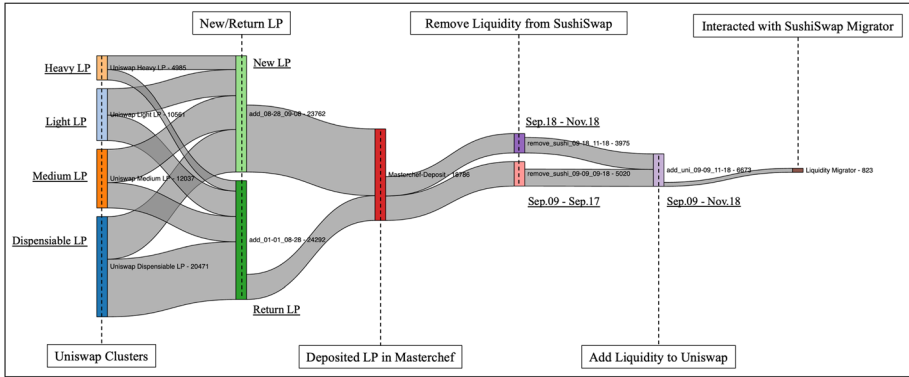 New/Return LP
Remove Liquidity from SushiSwap
Interacted with SushiSwap Migrator
Heavy LP
Uniswap Heavy LP - 4985
New LP
Light LP
Uniswap Light LP - 10561
add_08-28_09-08 - 23762
Sep.18 - Nov.18
remove_sushi_09-18_11-18 - 3975
Medium LP
Uniswap Medium LP - 12037
Masterchef-Deposit - 18786
remove_sushi_09-09_09-18 - 5020
add_uni_09-09_11-18 - 6673
Liquidity Migrator - 823
Sep.09 - Sep.17
Sep.09 - Nov.18
Dispensiable LP
add_01-01_08-28 - 24292
Uniswap Dispensiable LP - 20471
Return LP
Uniswap Clusters
Deposited LP in Masterchef
Add Liquidity to Uniswap